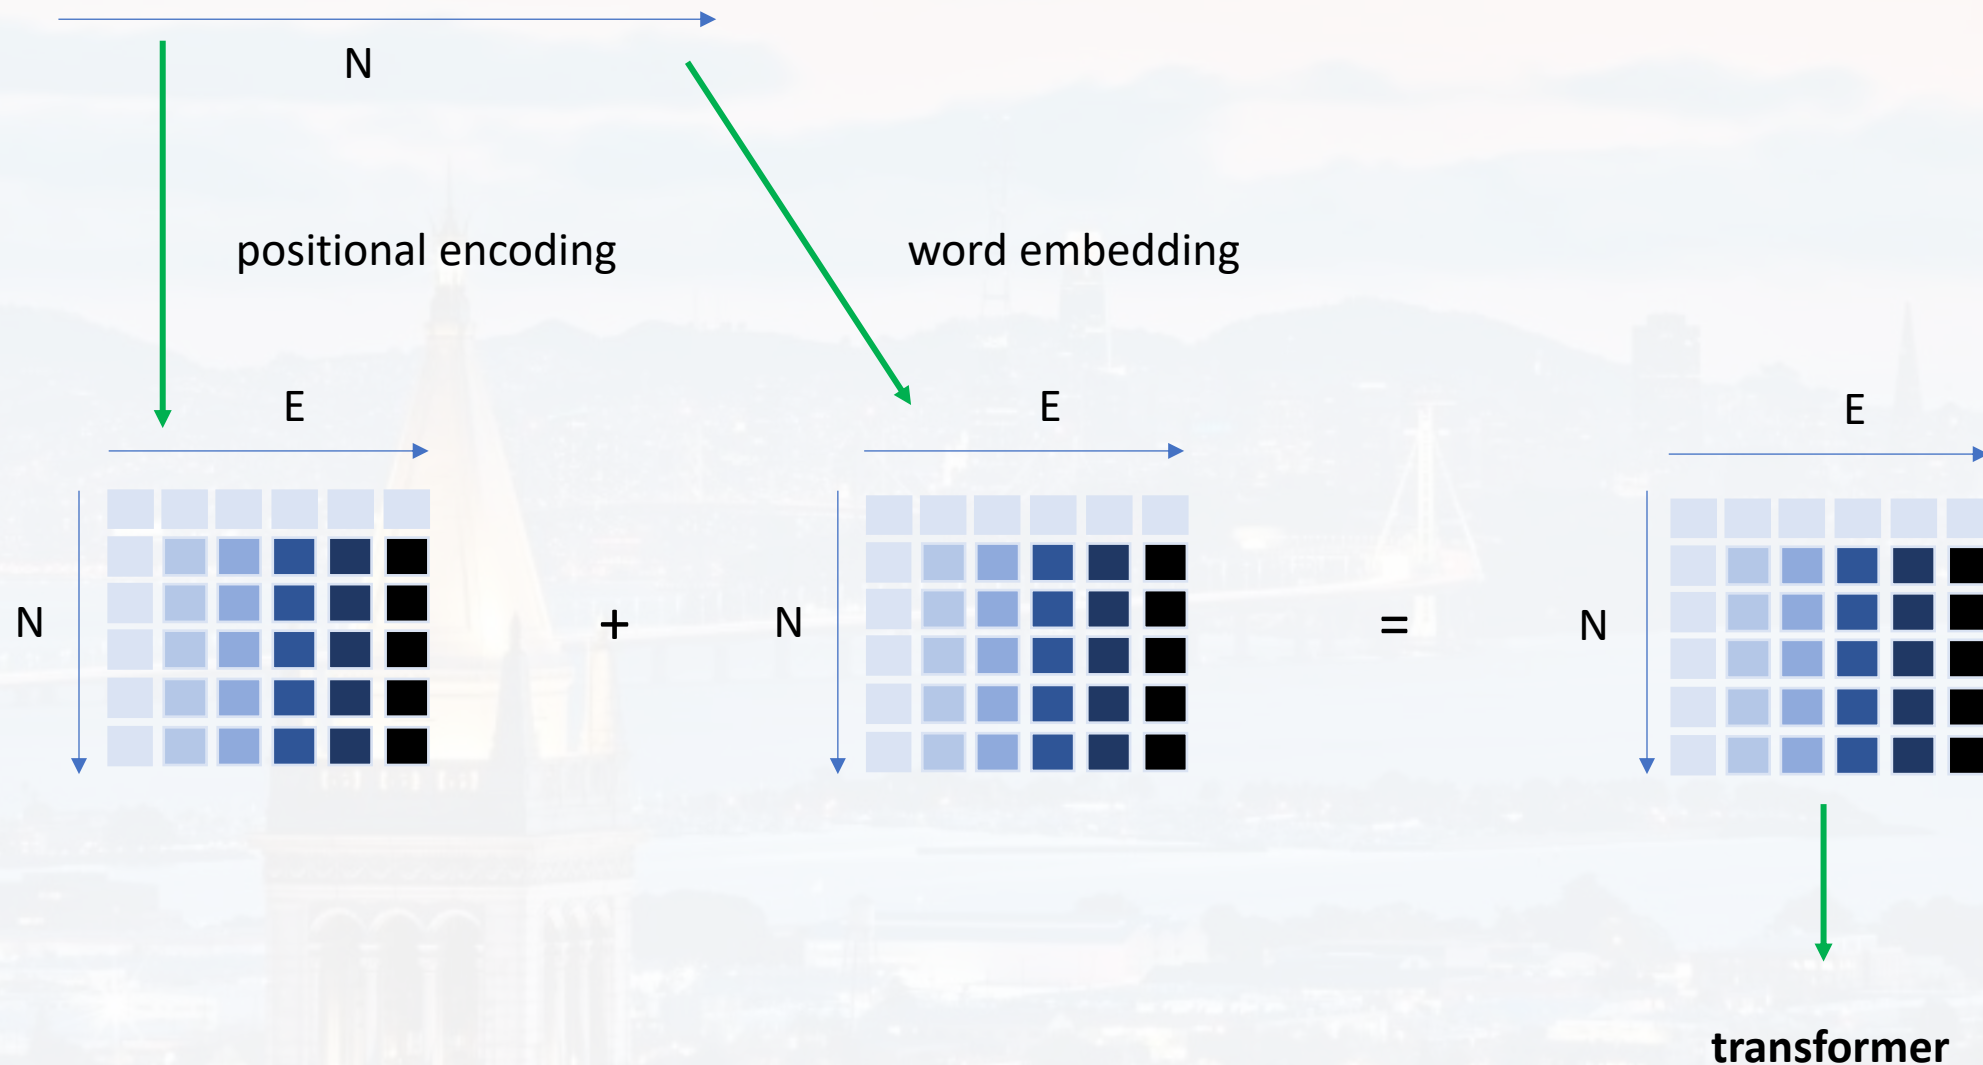 N
positional encoding
word embedding
E
E
E
N
+
N
=
N
transformer